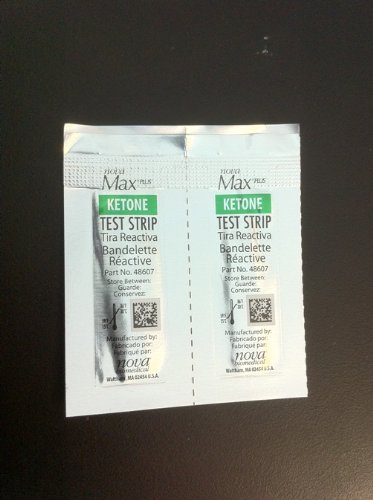 nova
Max PLUS
KETONE
TEST STRIP
Tira Reactiva
Bandelette
Réactive
Part No. 48607
Store Between:
Guarde:
Conservez:
Manufactured by:
Fabricado por:
Fabriqué par:
nova
biomedical
Waltham, MA 02454 U.S.A.
nova
Max PLUS
KETONE
TEST STRIP
Tira Reactiva
Bandelette
Réactive
Part No. 48607
Store Between:
Guarde:
Conservez:
Manufactured by:
Fabricado por:
Fabriqué par:
nova
biomedical
Waltham, MA 02454 U.S.A.